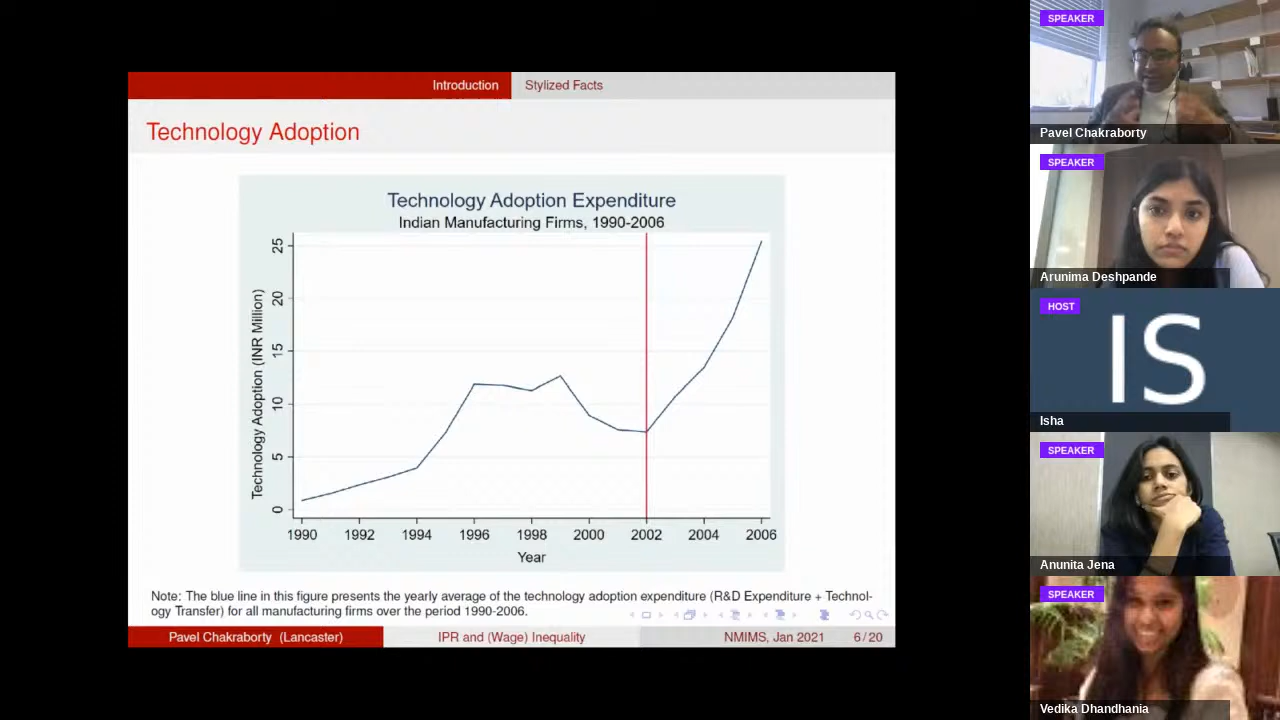 Introduction
Stylized Facts
Technology Adoption
Technology Adoption Expenditure
Indian Manufacturing Firms, 1990-2006
Technology Adoption (INR Million)
25
20
15
10
5
0
1990 1992 1994 1996 1998 2000 2002 2004 2006
Year
Note: The blue line in this figure presents the yearly average of the technology adoption expenditure (R&D Expenditure + Technol-
ogy Transfer) for all manufacturing firms over the period 1990-2006.
Pavel Chakraborty (Lancaster)
IPR and (Wage) Inequality
NMIMS, Jan 2021
6/20
SPEAKER
Pavel Chakraborty
SPEAKER
Arunima Deshpande
HOST
IS
Isha
SPEAKER
Anunita Jena
SPEAKER
Vedika Dhandhania